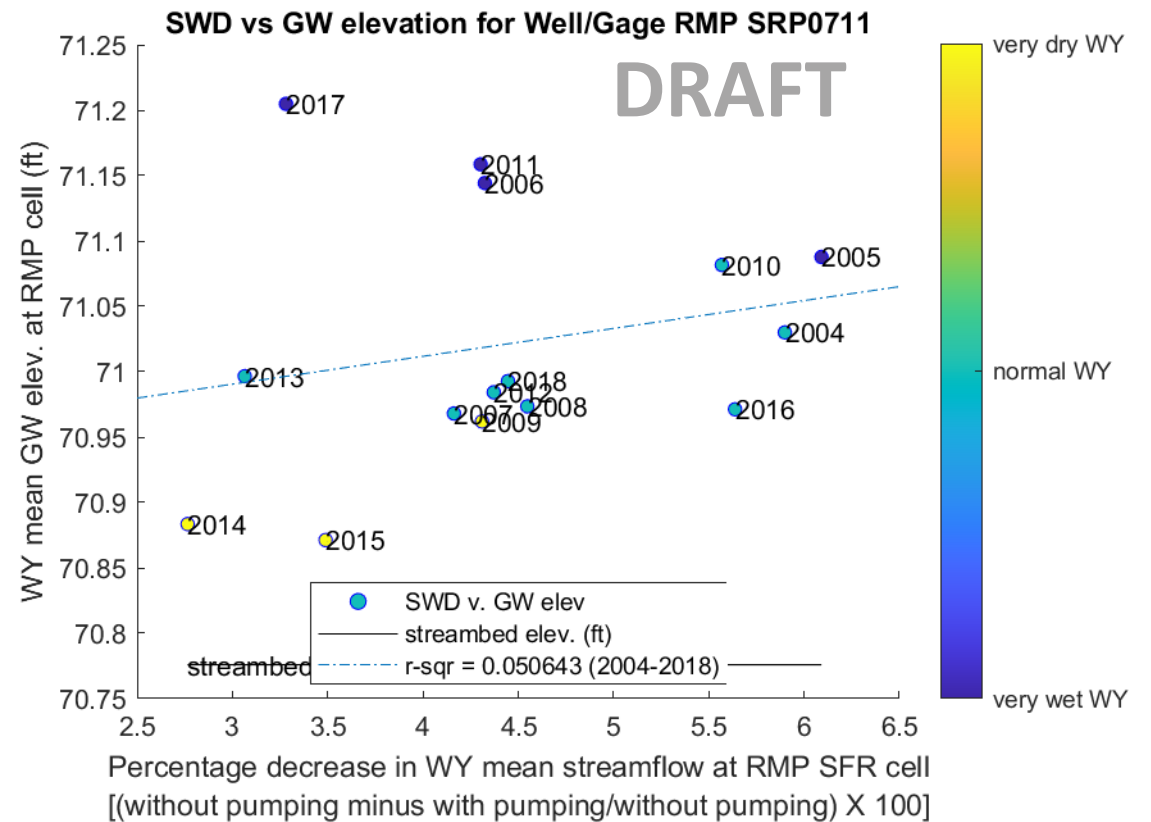 SWD vs GW elevation for Well/Gage RMP SRP0711
DRAFT
71.25
71.2
71.15
71.1
71.05
71
70.95
70.9
70.85
70.8
70.75
WY mean GW elev. at RMP cell (ft)
2017
2011
2006
2005
2010
2004
2013
2018
2012
2008
2016
2007
2009
2014
2015
SWD v. GW elev
streambed elev. (ft)
streambed
r-sqr = 0.050643 (2004-2018)
2.5 3 3.5 4 4.5 5 5.5 6 6.5
Percentage decrease in WY mean streamflow at RMP SFR cell
[(without pumping minus with pumping/without pumping) X 100]
very dry WY
normal WY
very wet WY